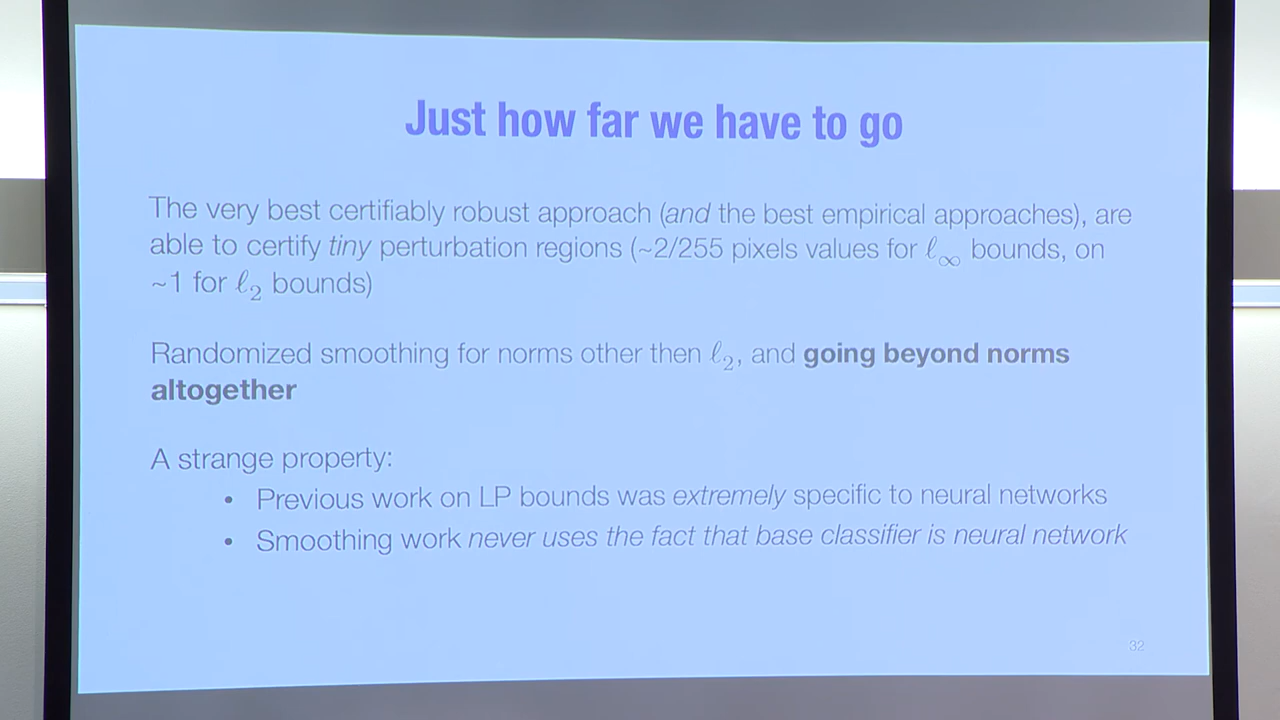 Just how far we have to go
The very best certifiably robust approach (and the best empirical approaches), are
able to certify tiny perturbation regions (~2/255 pixels values for ℓ∞ bounds, on
~1 for ℓ2 bounds)
Randomized smoothing for norms other then ℓ2, and going beyond norms
altogether
A strange property:
• Previous work on LP bounds was extremely specific to neural networks
• Smoothing work never uses the fact that base classifier is neural network
32